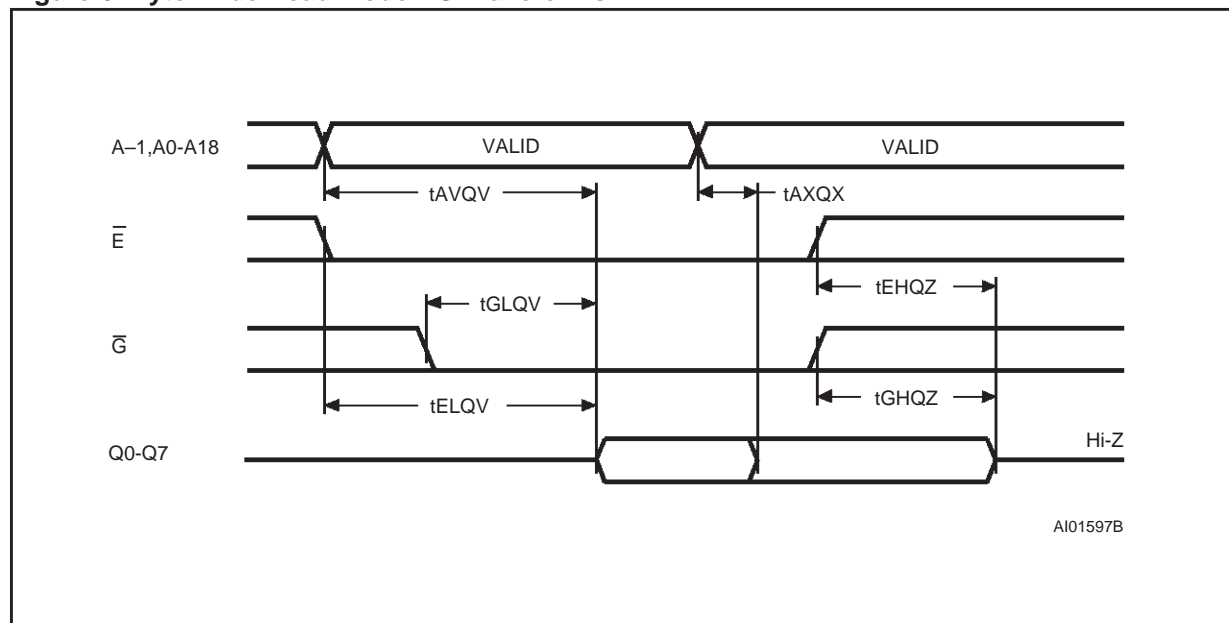 A–1,A0-A18
VALID
VALID
tAVQV
tAXQX
E̅
tEHQZ
tGLQV
G̅
tELQV
tGHQZ
Q0-Q7
Hi-Z
AI01597B